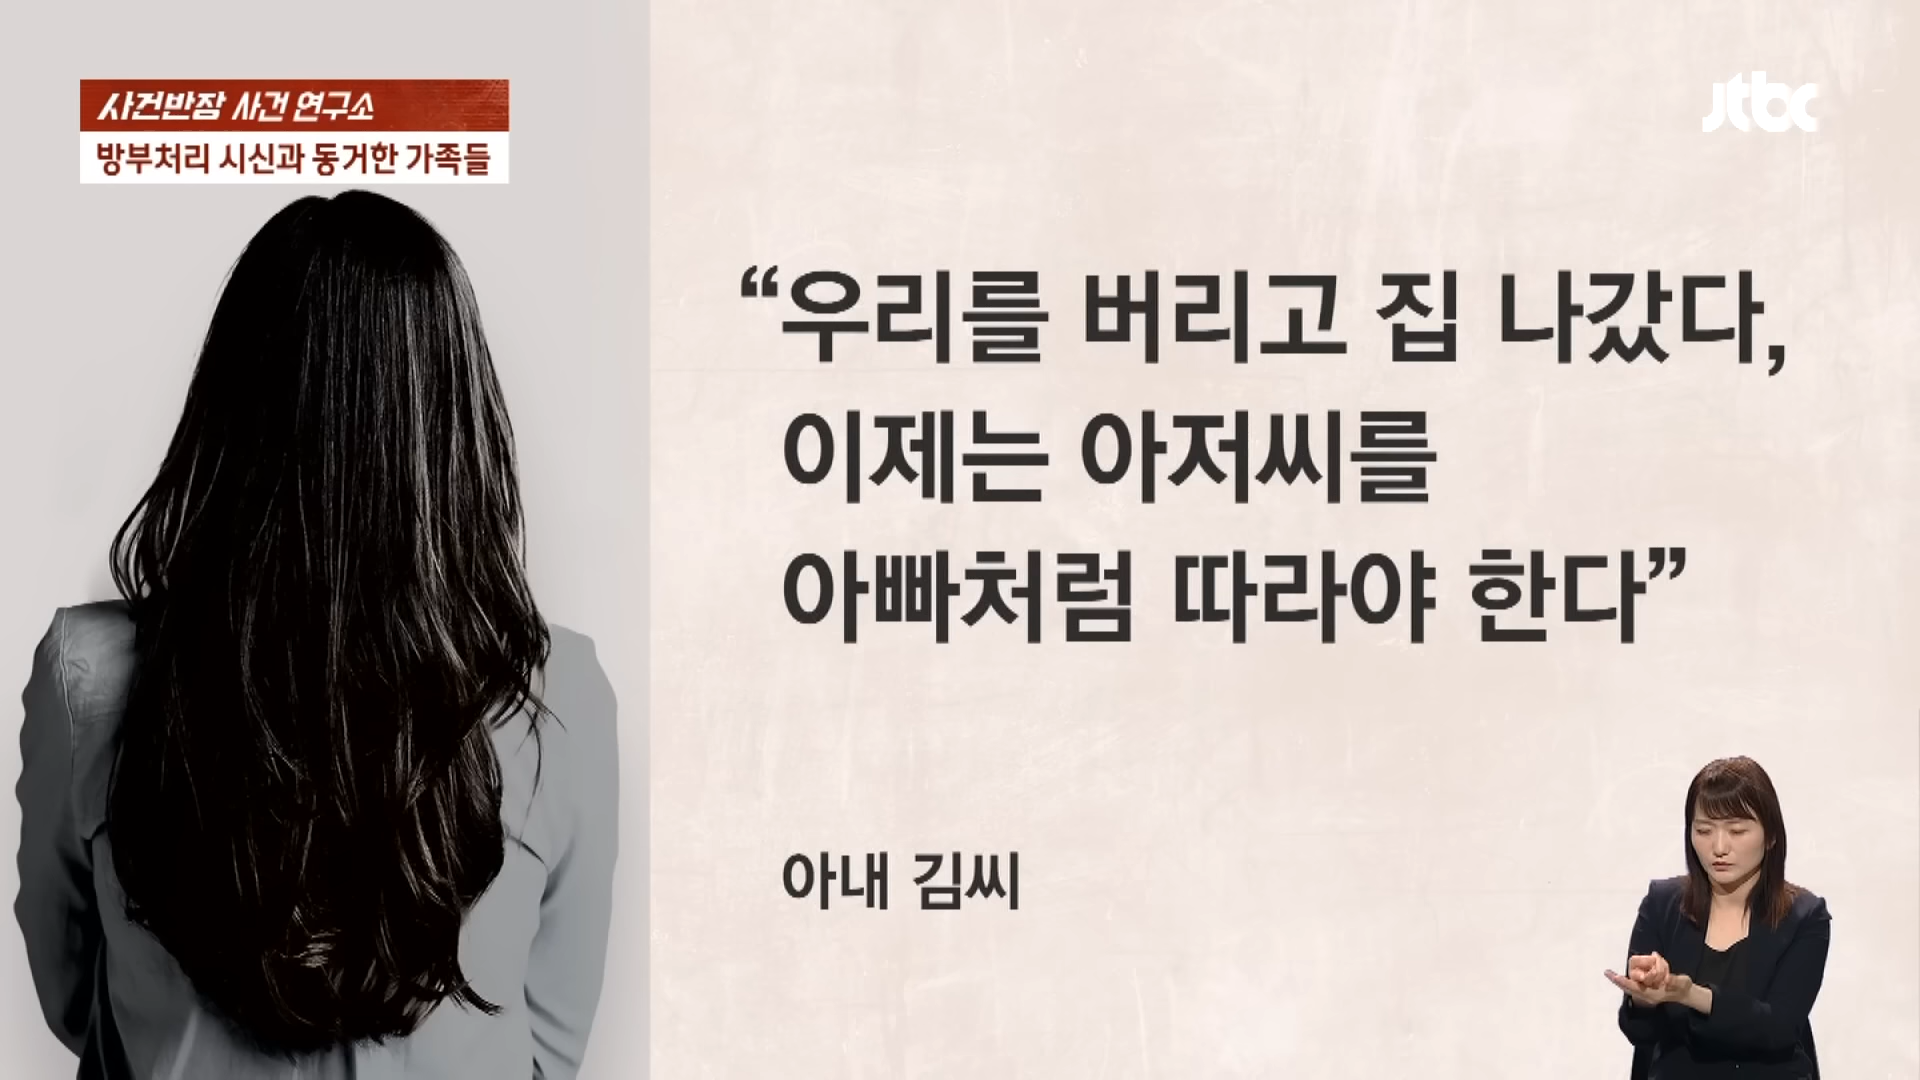 사건반장 사건 연구소
방부처리 시신과 동거한 가족들
jtbc
“우리를 버리고 집 나갔다,
이제는 아저씨를
아빠처럼 따라야 한다”
아내 김씨